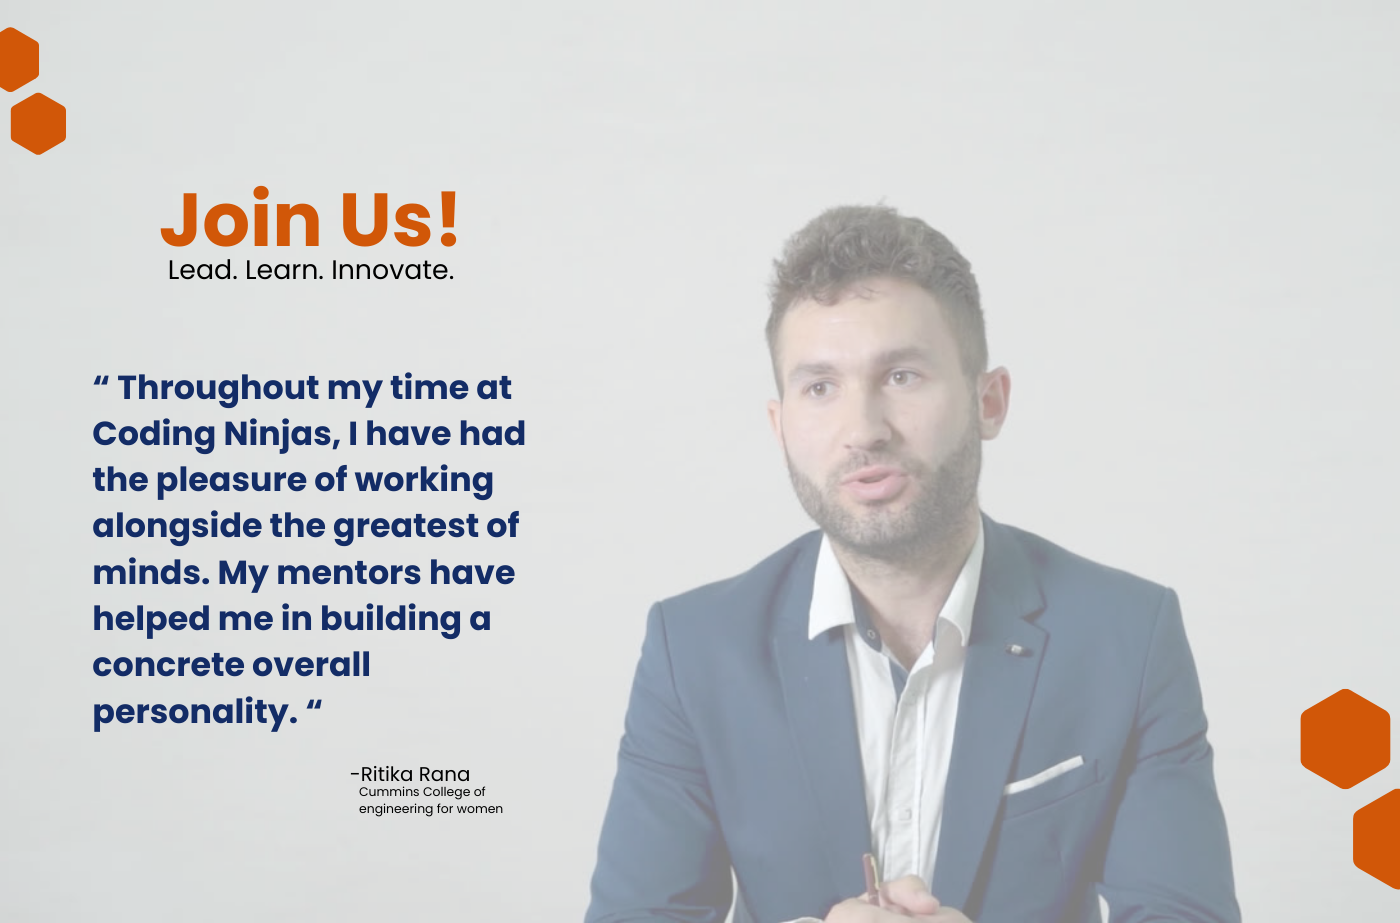 Join Us!
Lead. Learn. Innovate.
“ Throughout my time at
Coding Ninjas, I have had
the pleasure of working
alongside the greatest of
minds. My mentors have
helped me in building a
concrete overall
personality. “
-Ritika Rana
Cummins College of
engineering for women